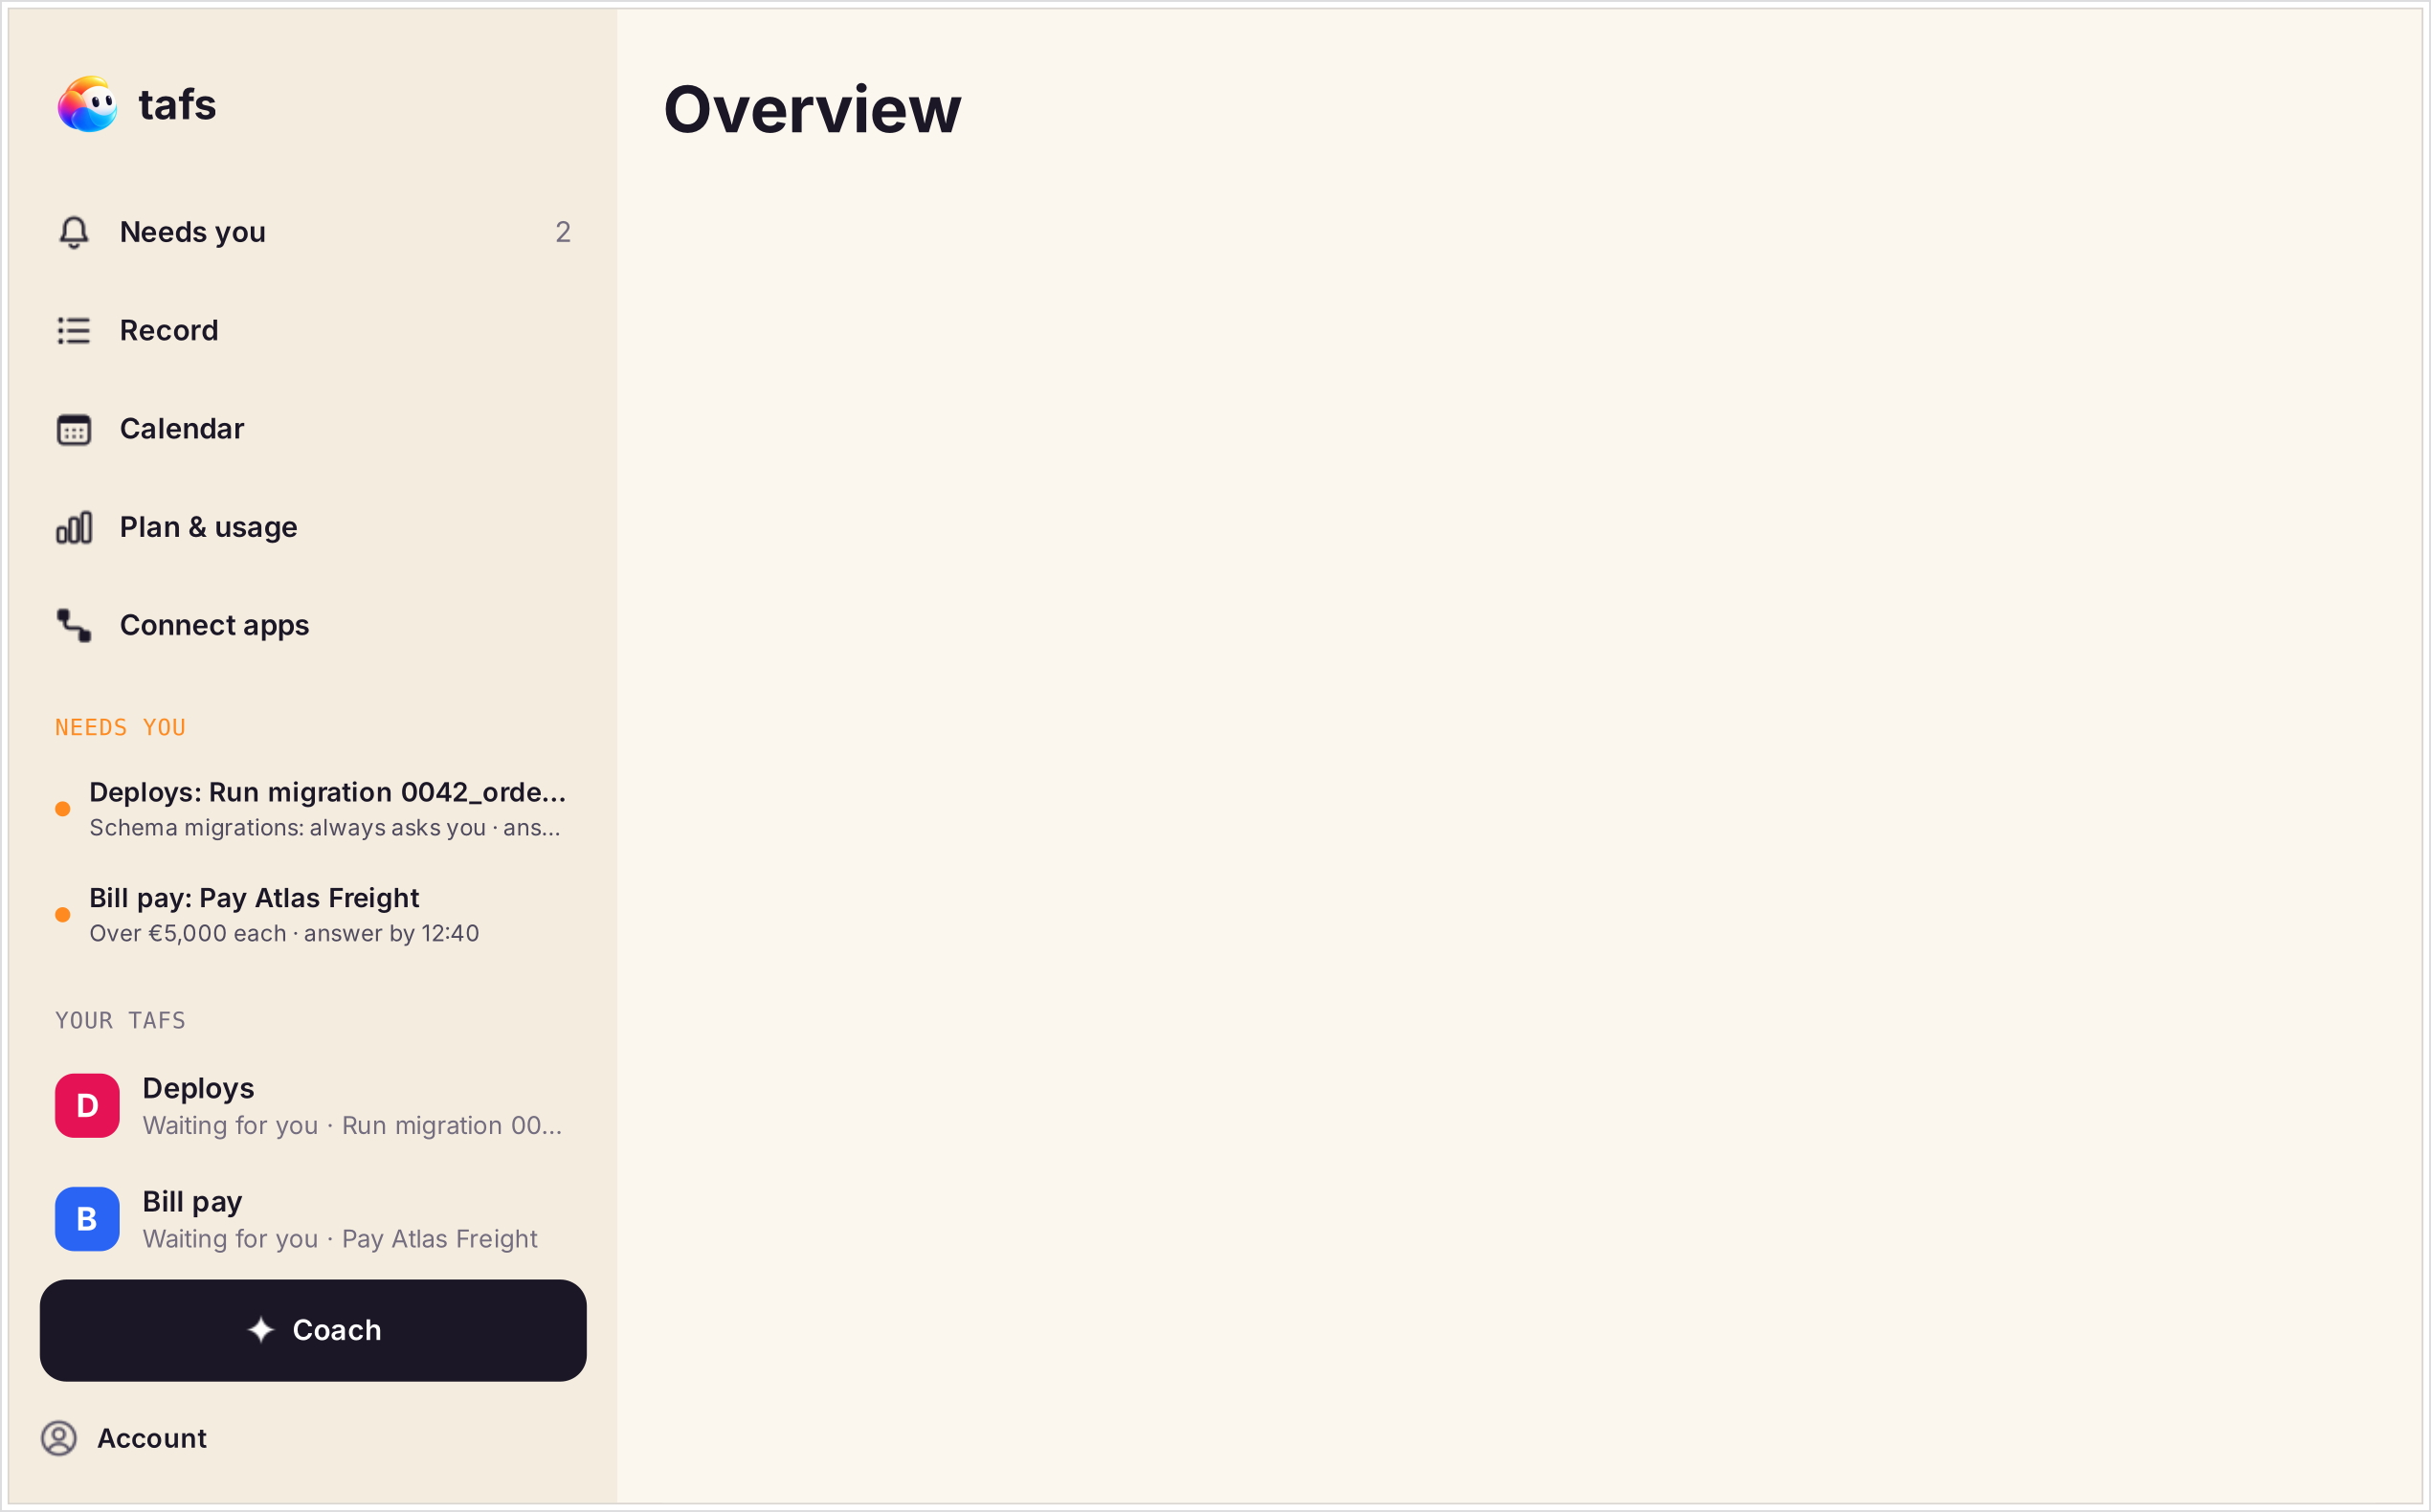 tafs
Needs you 2
Record
Calendar
Plan & usage
Connect apps
NEEDS YOU
Deploys: Run migration 0042_orde...
Schema migrations: always asks you · ans...
Bill pay: Pay Atlas Freight
Over €5,000 each · answer by 12:40
YOUR TAFS
D Deploys
Waiting for you · Run migration 00...
B Bill pay
Waiting for you · Pay Atlas Freight
Coach
Account
Overview